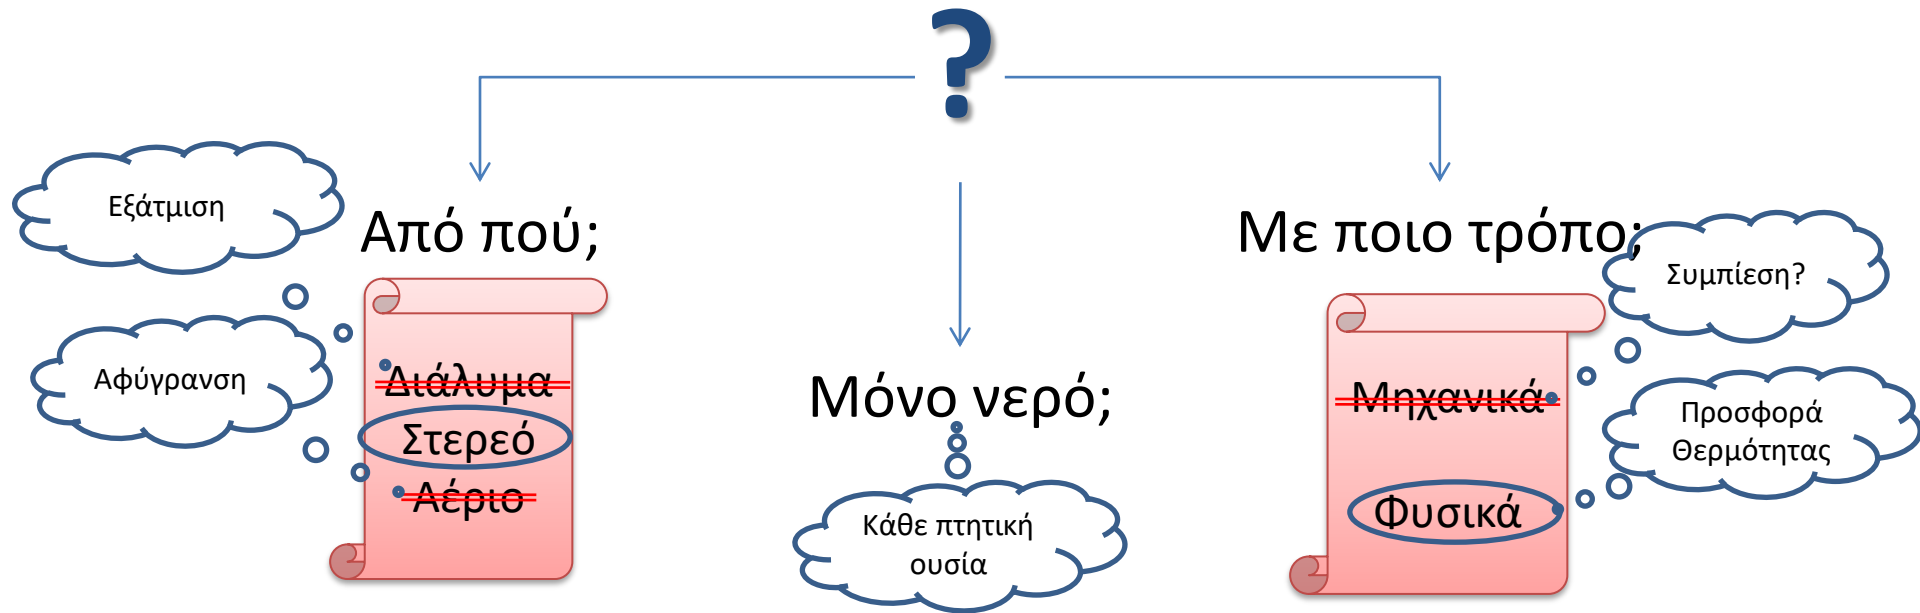 ?
Από πού;
Εξάτμιση
Αφύγρανση
Διάλυμα
Στερεό
Αέριο
Μόνο νερό;
Κάθε πτητική
ουσία
Με ποιο τρόπο;
Συμπίεση?
Μηχανικά
Προσφορά
Θερμότητας
Φυσικά